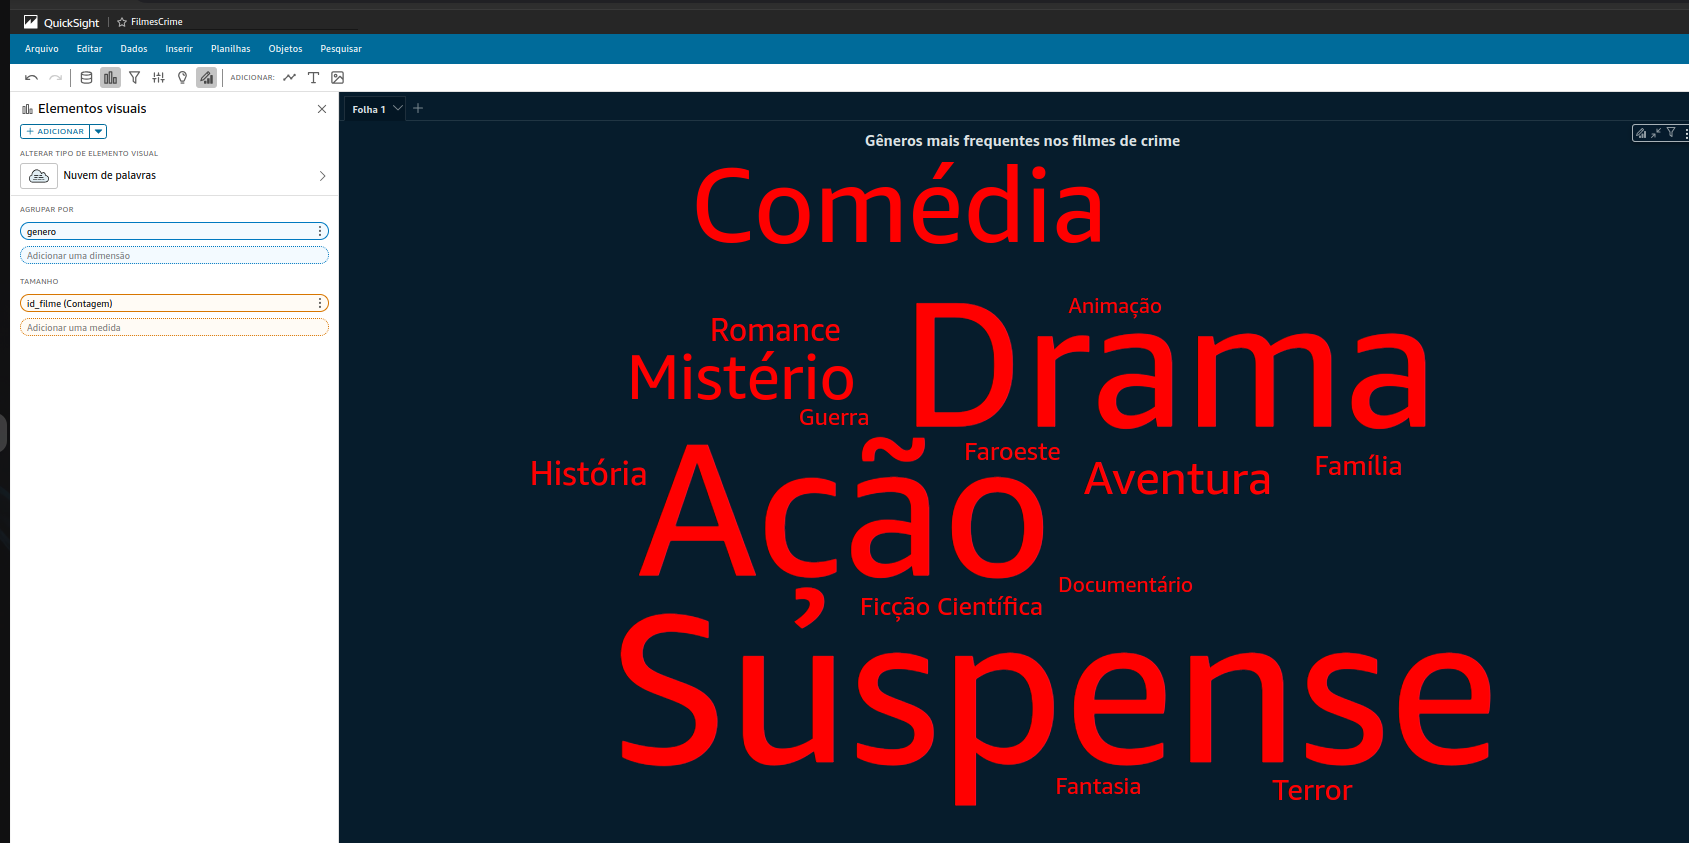 QuickSight
FilmesCrime
Arquivo Editar Dados Inserir Planilhas Objetos Pesquisar
ADICIONAR:
Elementos visuais
+ ADICIONAR
ALTERAR TIPO DE ELEMENTO VISUAL
Nuvem de palavras
AGRUPAR POR
genero
Adicionar uma dimensão
TAMANHO
id_filme (Contagem)
Adicionar uma medida
Folha 1
Gêneros mais frequentes nos filmes de crime
Comédia
Animação
Romance
Drama
Mistério
Guerra
Faroeste
Família
História
Aventura
Ação
Documentário
Ficção Científica
Suspense
Fantasia
Terror